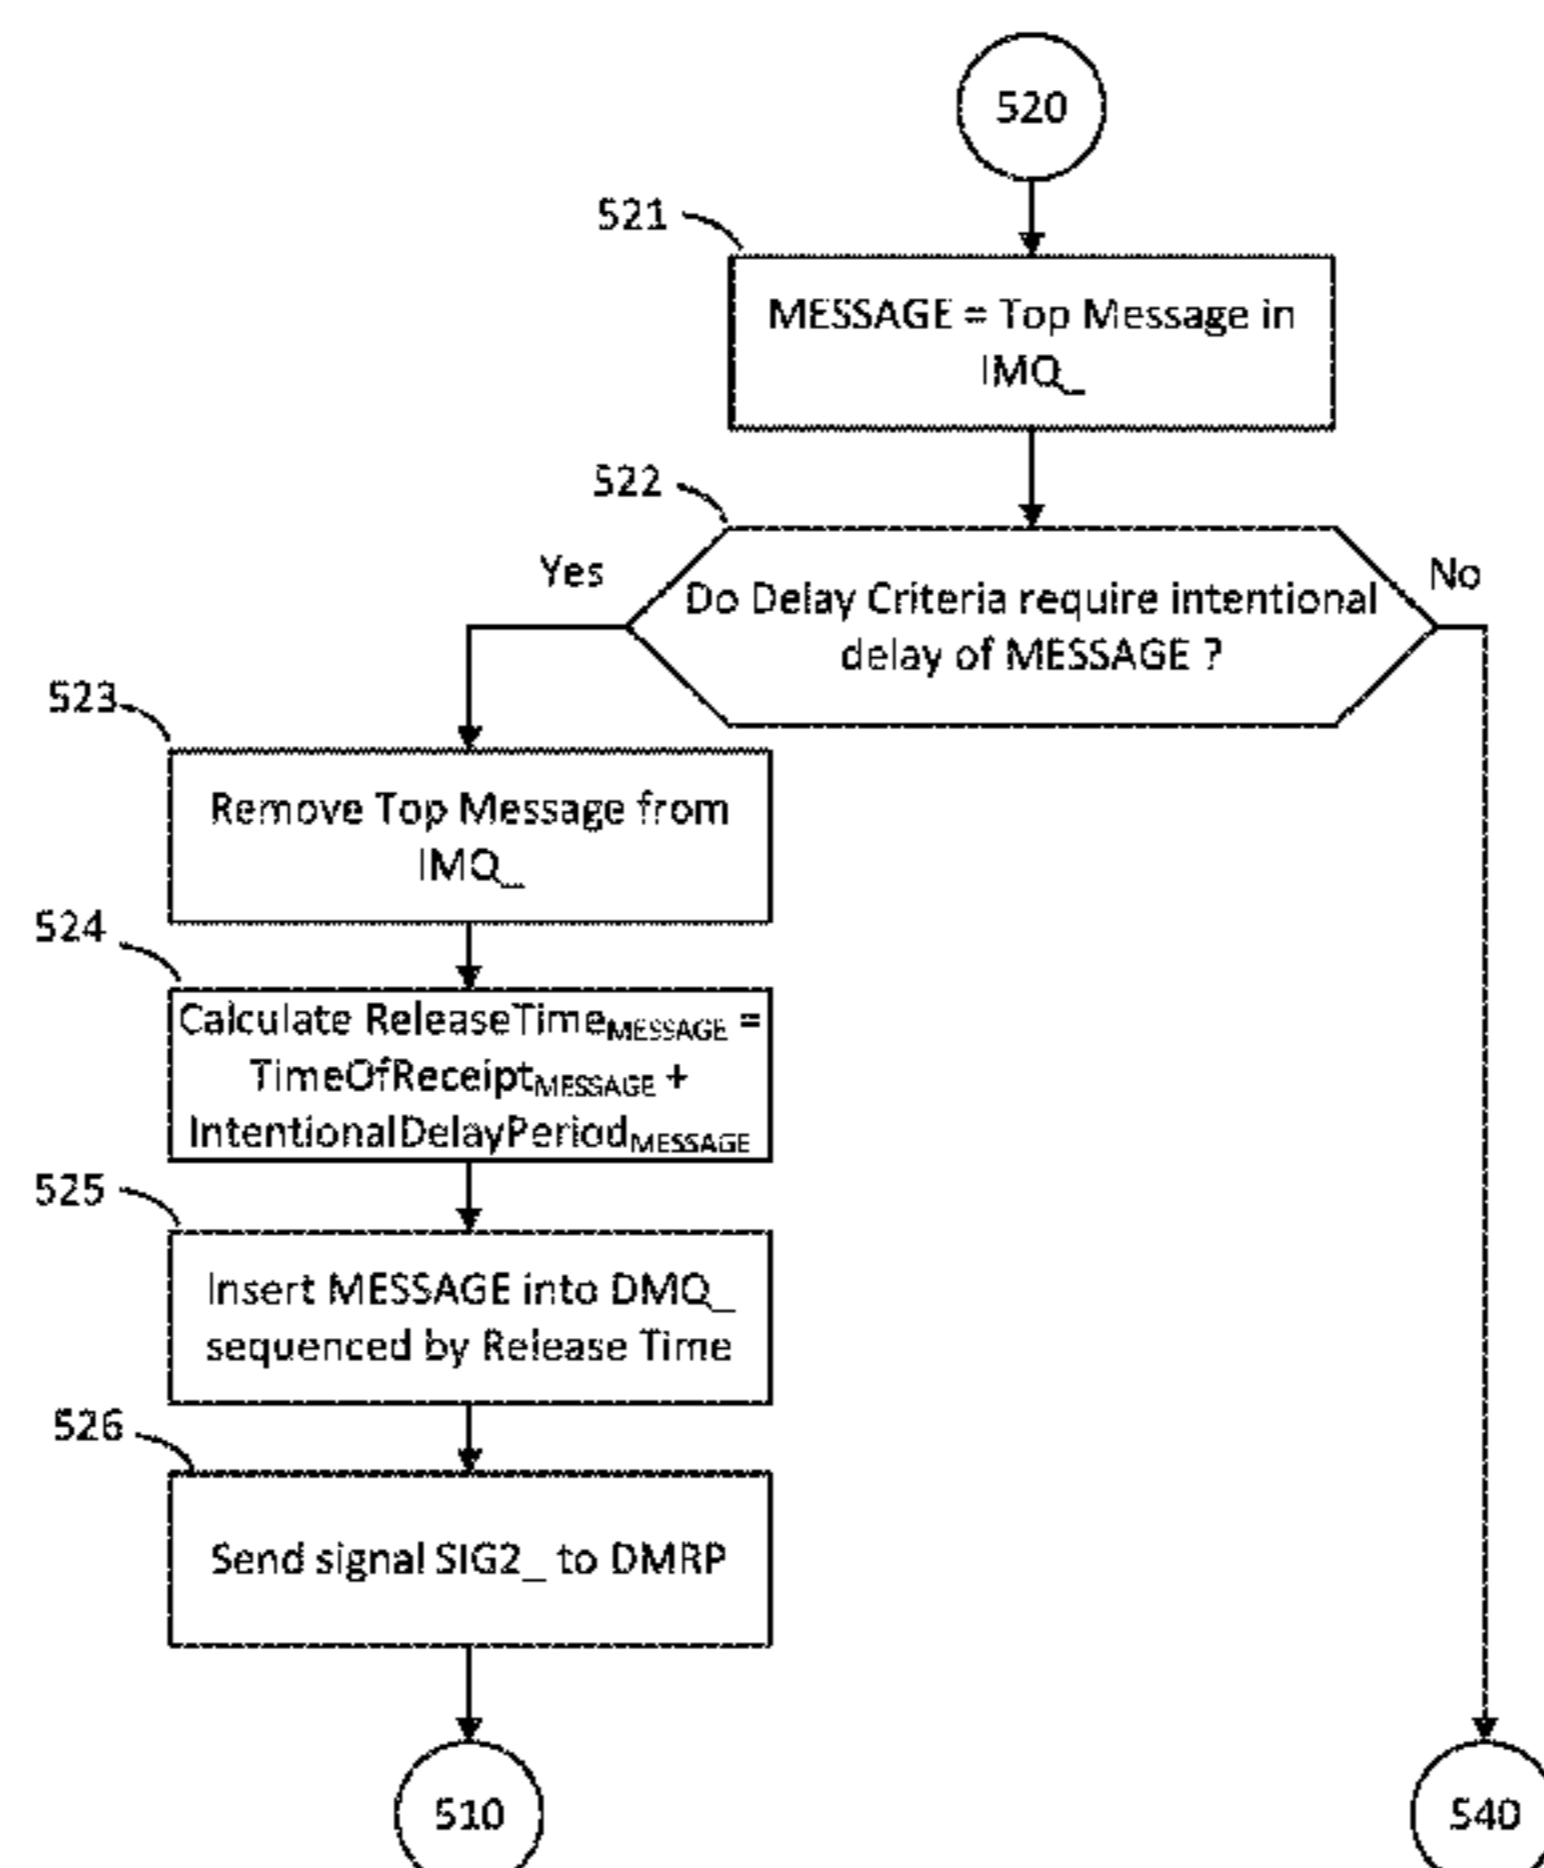 520
521
MESSAGE = Top Message in
IMQ_
522
Yes
No
Do Delay Criteria require intentional
delay of MESSAGE ?
523
Remove Top Message from
IMQ_
524
Calculate ReleaseTimeMESSAGE =
TimeOfReceiptMESSAGE +
IntentionalDelayPeriodMESSAGE
525
Insert MESSAGE into DMQ_
sequenced by Release Time
526
Send signal SIG2_ to DMRP
510
540